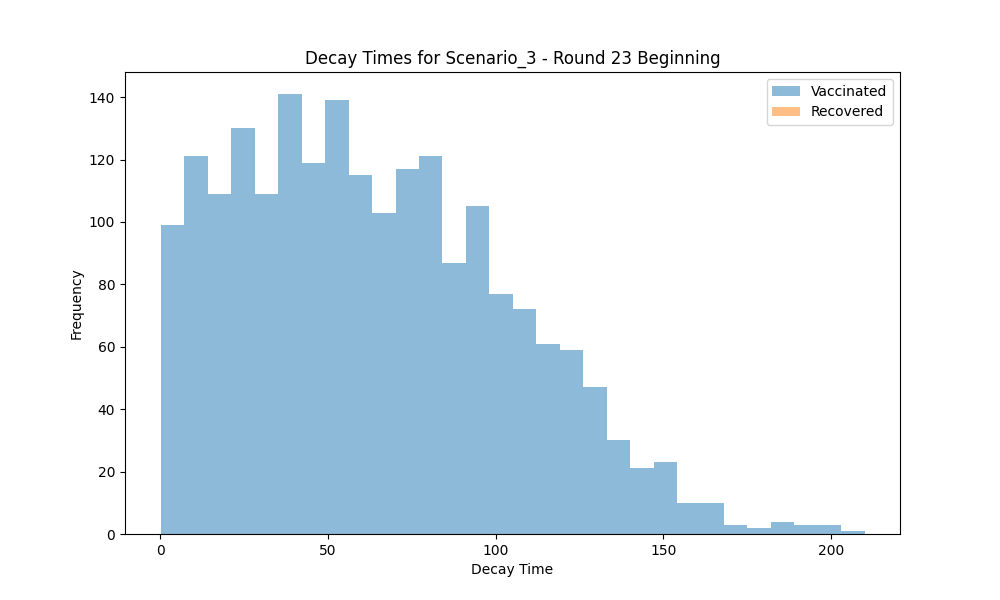 Decay Times for Scenario_3 - Round 23 Beginning
Vaccinated
Recovered
Frequency
140
120
100
80
60
40
20
0
0 50 100 150 200
Decay Time